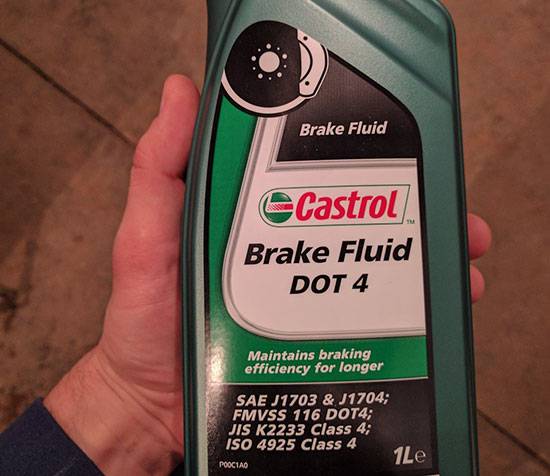 Brake Fluid
Castrol
TM
Brake Fluid
DOT 4
Maintains braking
efficiency for longer
SAE J1703 & J1704;
FMVSS 116 DOT4;
JIS K2233 Class 4;
ISO 4925 Class 4
P00C1A0
1L℮